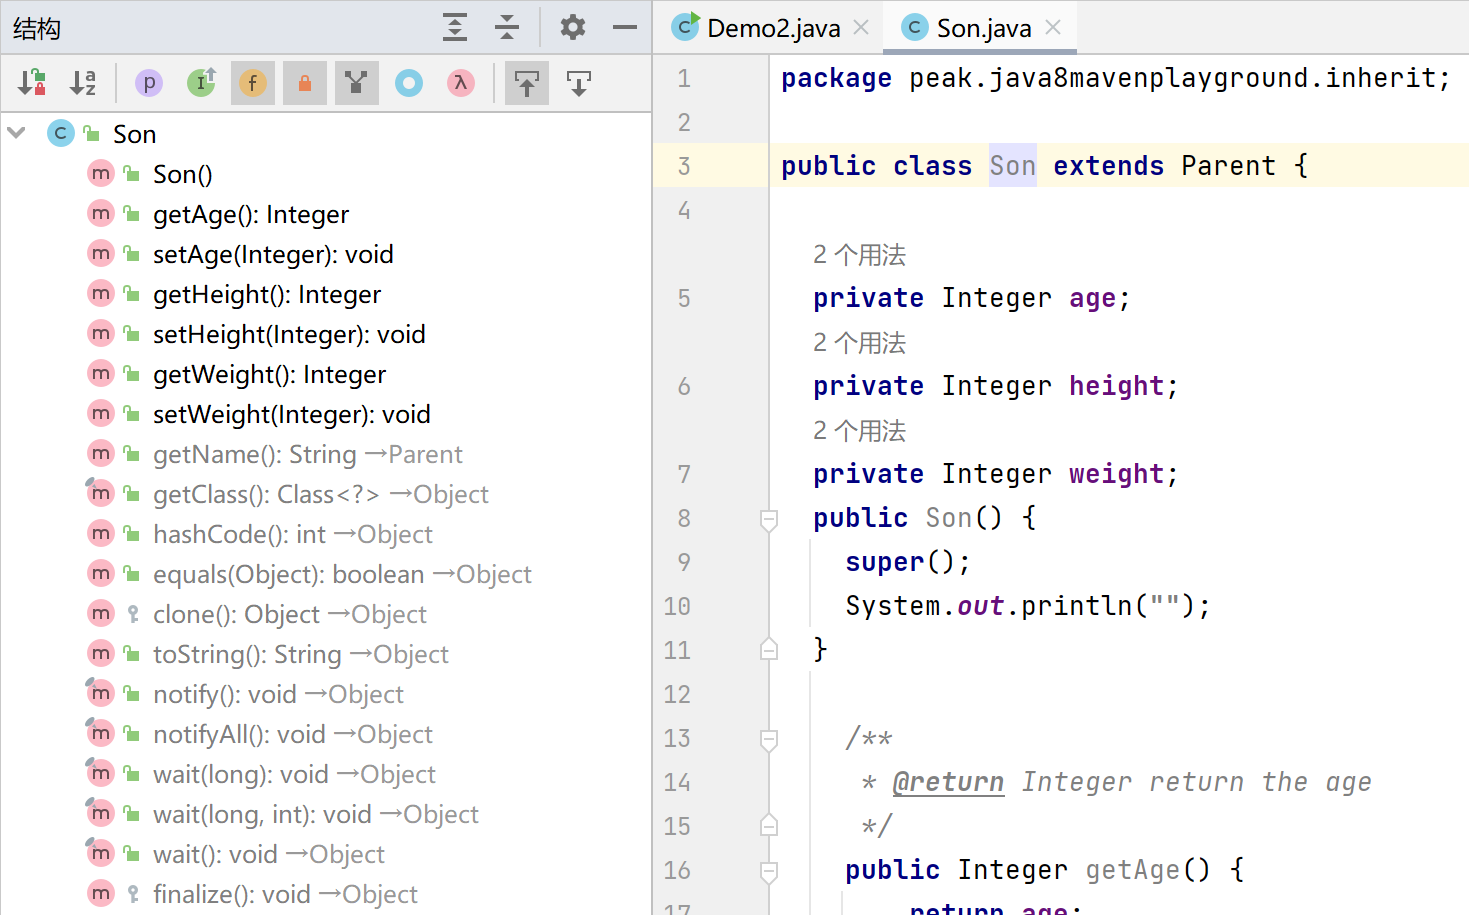 结构
Son
Son()
getAge(): Integer
setAge(Integer): void
getHeight(): Integer
setHeight(Integer): void
getWeight(): Integer
setWeight(Integer): void
getName(): String →Parent
getClass(): Class<?> →Object
hashCode(): int →Object
equals(Object): boolean →Object
clone(): Object →Object
toString(): String →Object
notify(): void →Object
notifyAll(): void →Object
wait(long): void →Object
wait(long, int): void →Object
wait(): void →Object
finalize(): void →Object
Demo2.java
Son.java
1 package peak.java8mavenplayground.inherit;
2
3 public class Son extends Parent {
4
2 个用法
5 private Integer age;
2 个用法
6 private Integer height;
2 个用法
7 private Integer weight;
8 public Son() {
9 super();
10 System.out.println("");
11 }
12
13 /**
14 * @return Integer return the age
15 */
16 public Integer getAge() {
17 return age;